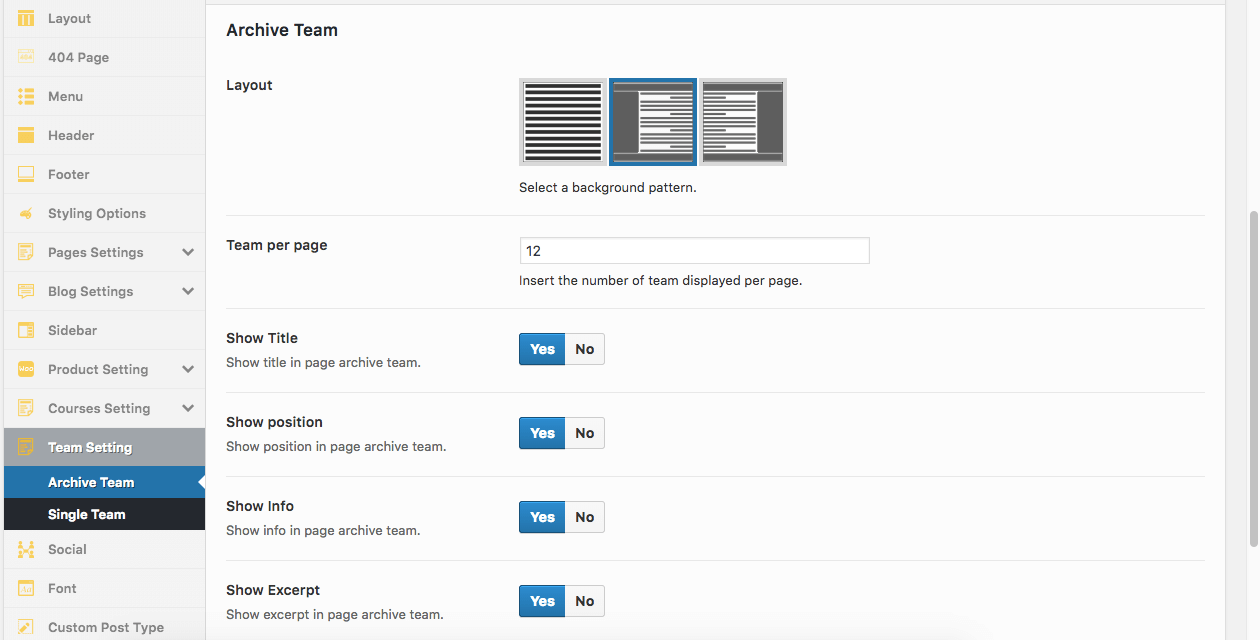 Layout
404 Page
Menu
Header
Footer
Styling Options
Pages Settings
Blog Settings
Sidebar
Product Setting
Courses Setting
Team Setting
Archive Team
Single Team
Social
Font
Custom Post Type
Archive Team
Layout
Select a background pattern.
Team per page
12
Insert the number of team displayed per page.
Show Title
Show title in page archive team.
Yes No
Show position
Show position in page archive team.
Yes No
Show Info
Show info in page archive team.
Yes No
Show Excerpt
Show excerpt in page archive team.
Yes No